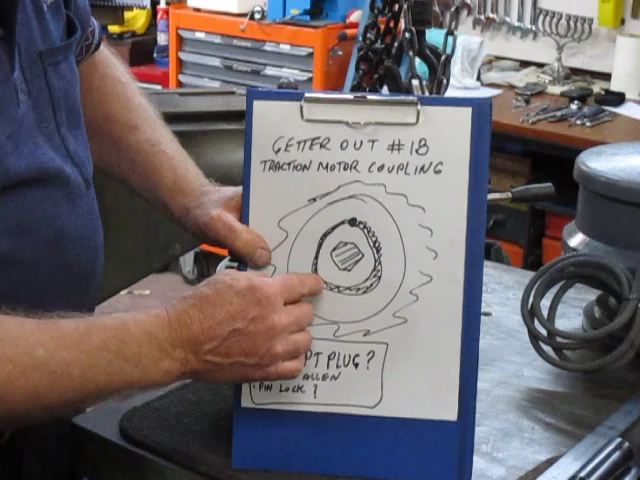 GETTER OUT #18
TRACTION MOTOR COUPLING
PT PLUG?
ALLEN
PIN LOCK?